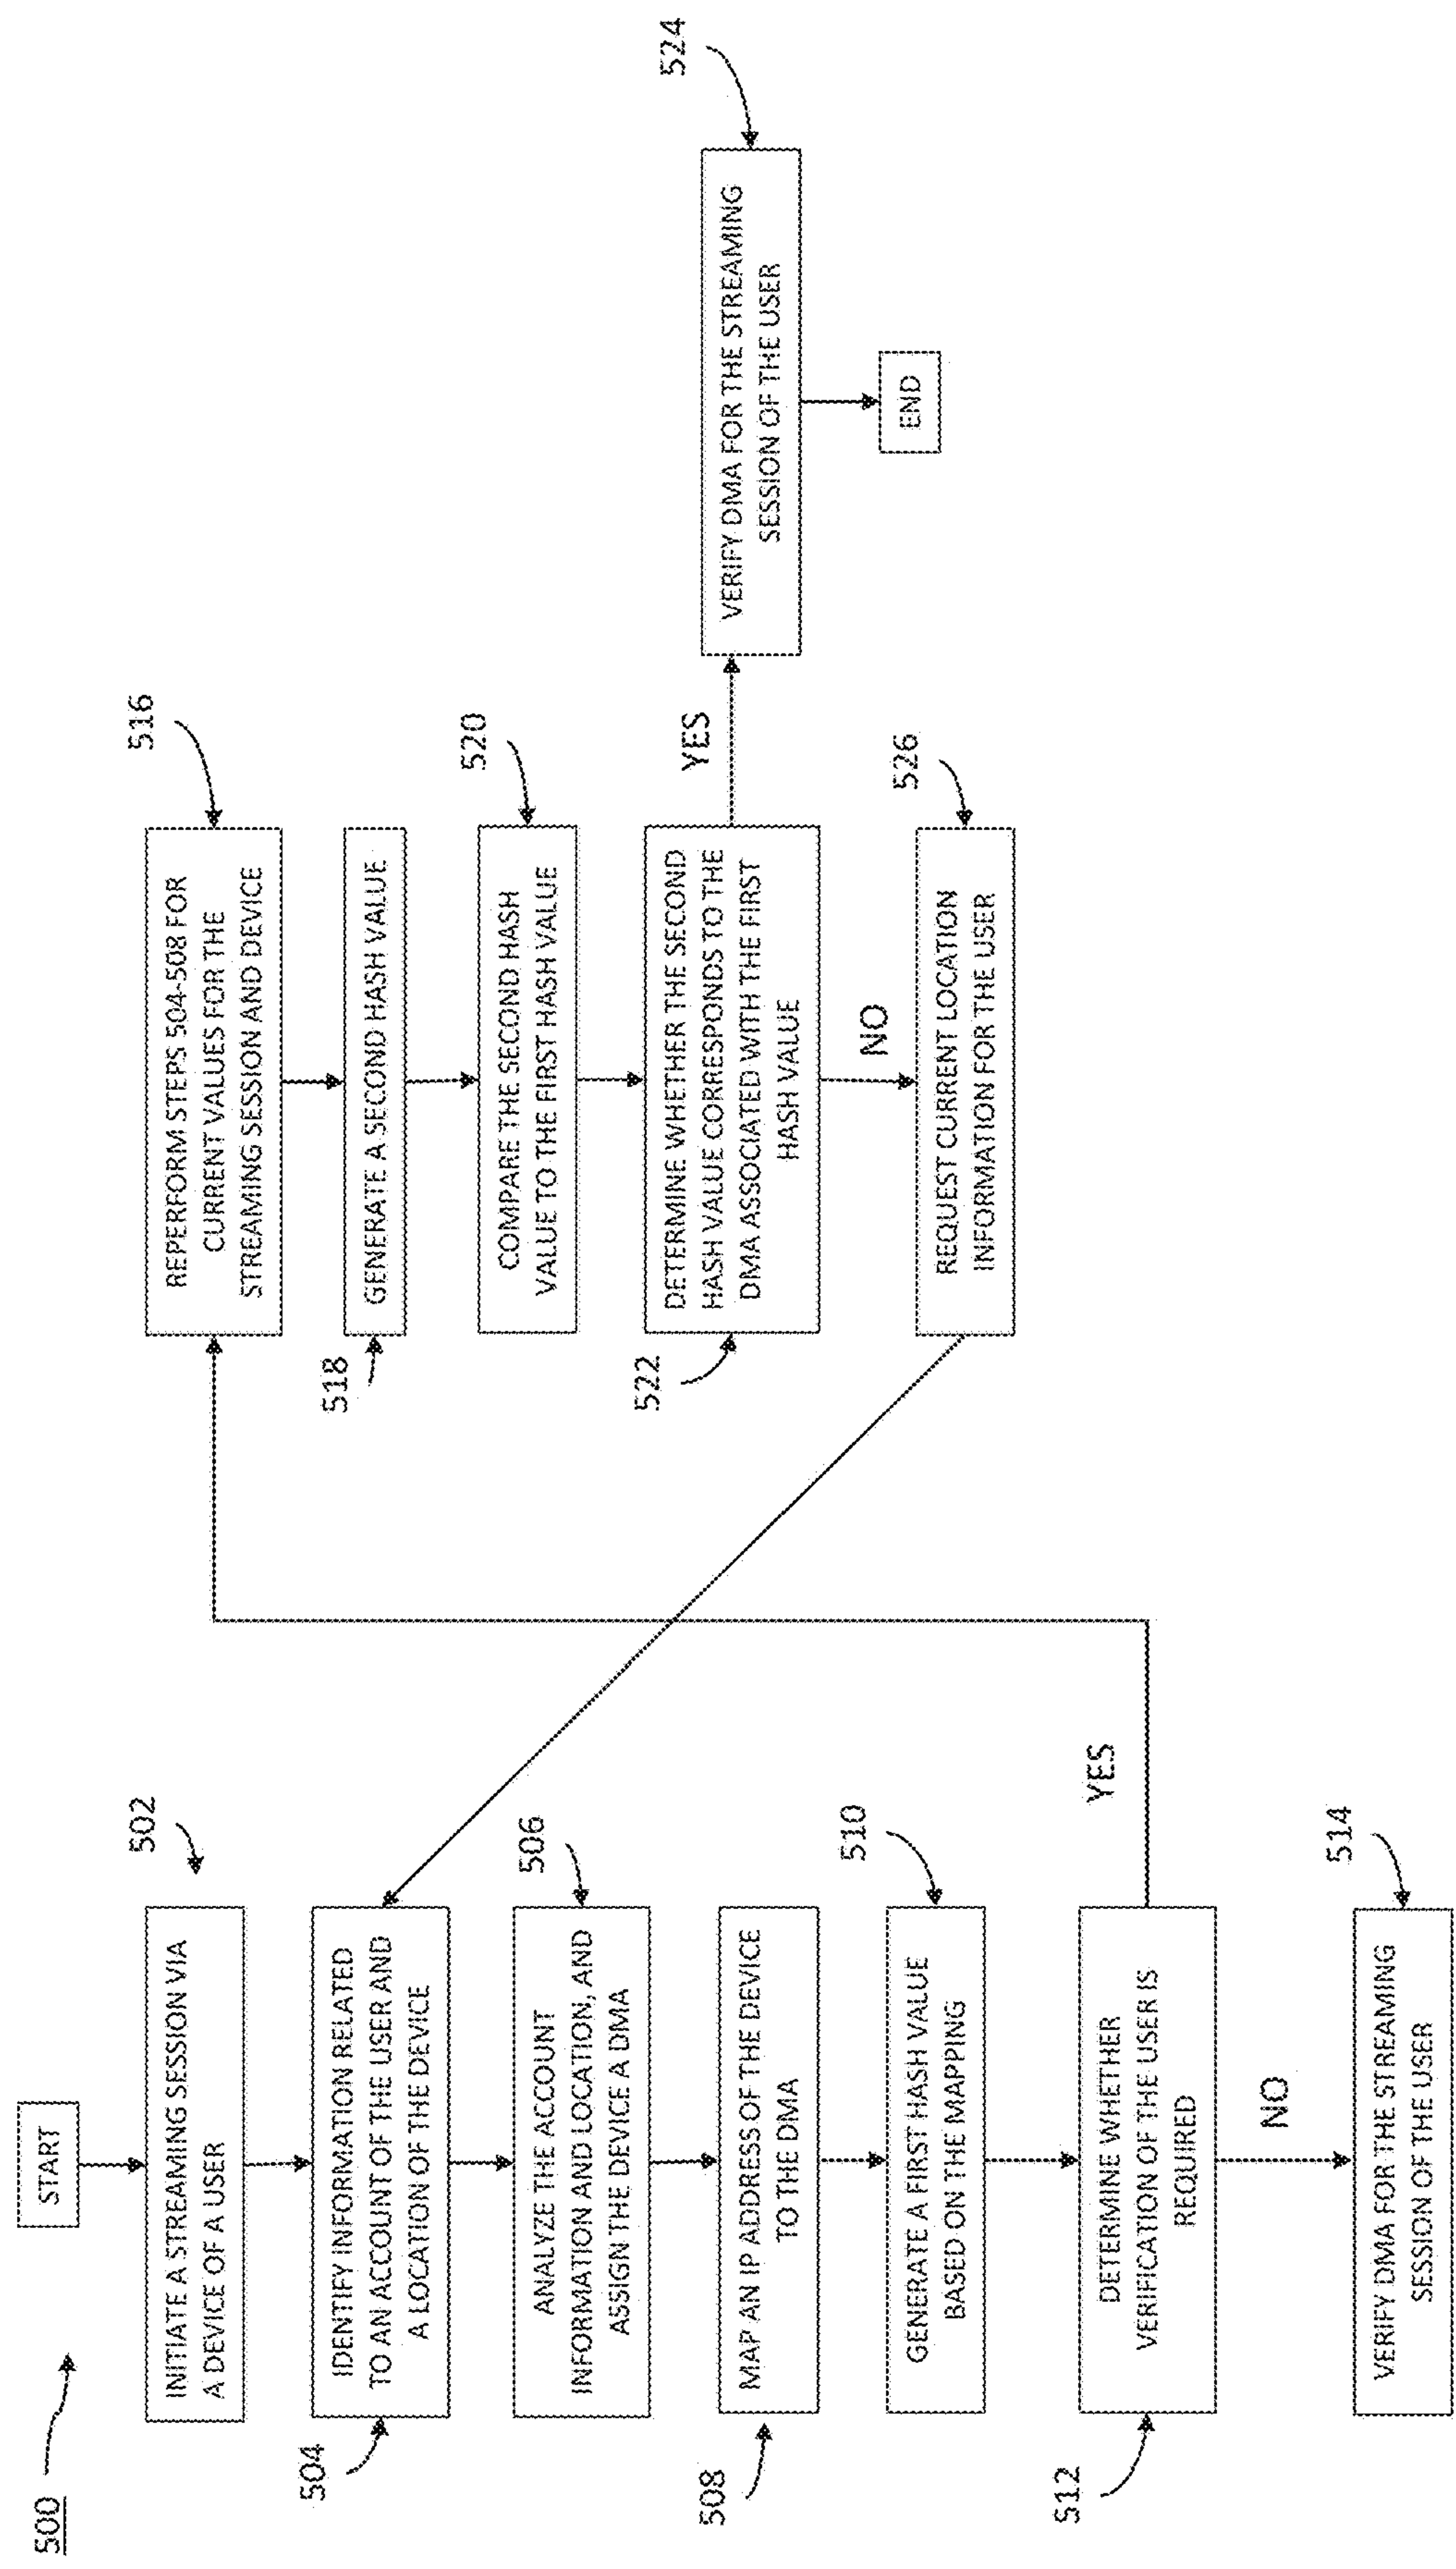 500
START
502
INITIATE A STREAMING SESSION VIA
A DEVICE OF A USER
504
IDENTIFY INFORMATION RELATED
TO AN ACCOUNT OF THE USER AND
A LOCATION OF THE DEVICE
506
ANALYZE THE ACCOUNT
INFORMATION AND LOCATION, AND
ASSIGN THE DEVICE A DMA
508
MAP AN IP ADDRESS OF THE DEVICE
TO THE DMA
510
GENERATE A FIRST HASH VALUE
BASED ON THE MAPPING
512
DETERMINE WHETHER
VERIFICATION OF THE USER IS
REQUIRED
YES
NO
514
VERIFY DMA FOR THE STREAMING
SESSION OF THE USER
516
REPERFORM STEPS 504-508 FOR
CURRENT VALUES FOR THE
STREAMING SESSION AND DEVICE
518
GENERATE A SECOND HASH VALUE
520
COMPARE THE SECOND HASH
VALUE TO THE FIRST HASH VALUE
522
DETERMINE WHETHER THE SECOND
HASH VALUE CORRESPONDS TO THE
DMA ASSOCIATED WITH THE FIRST
HASH VALUE
YES
NO
524
VERIFY DMA FOR THE STREAMING
SESSION OF THE USER
END
526
REQUEST CURRENT LOCATION
INFORMATION FOR THE USER